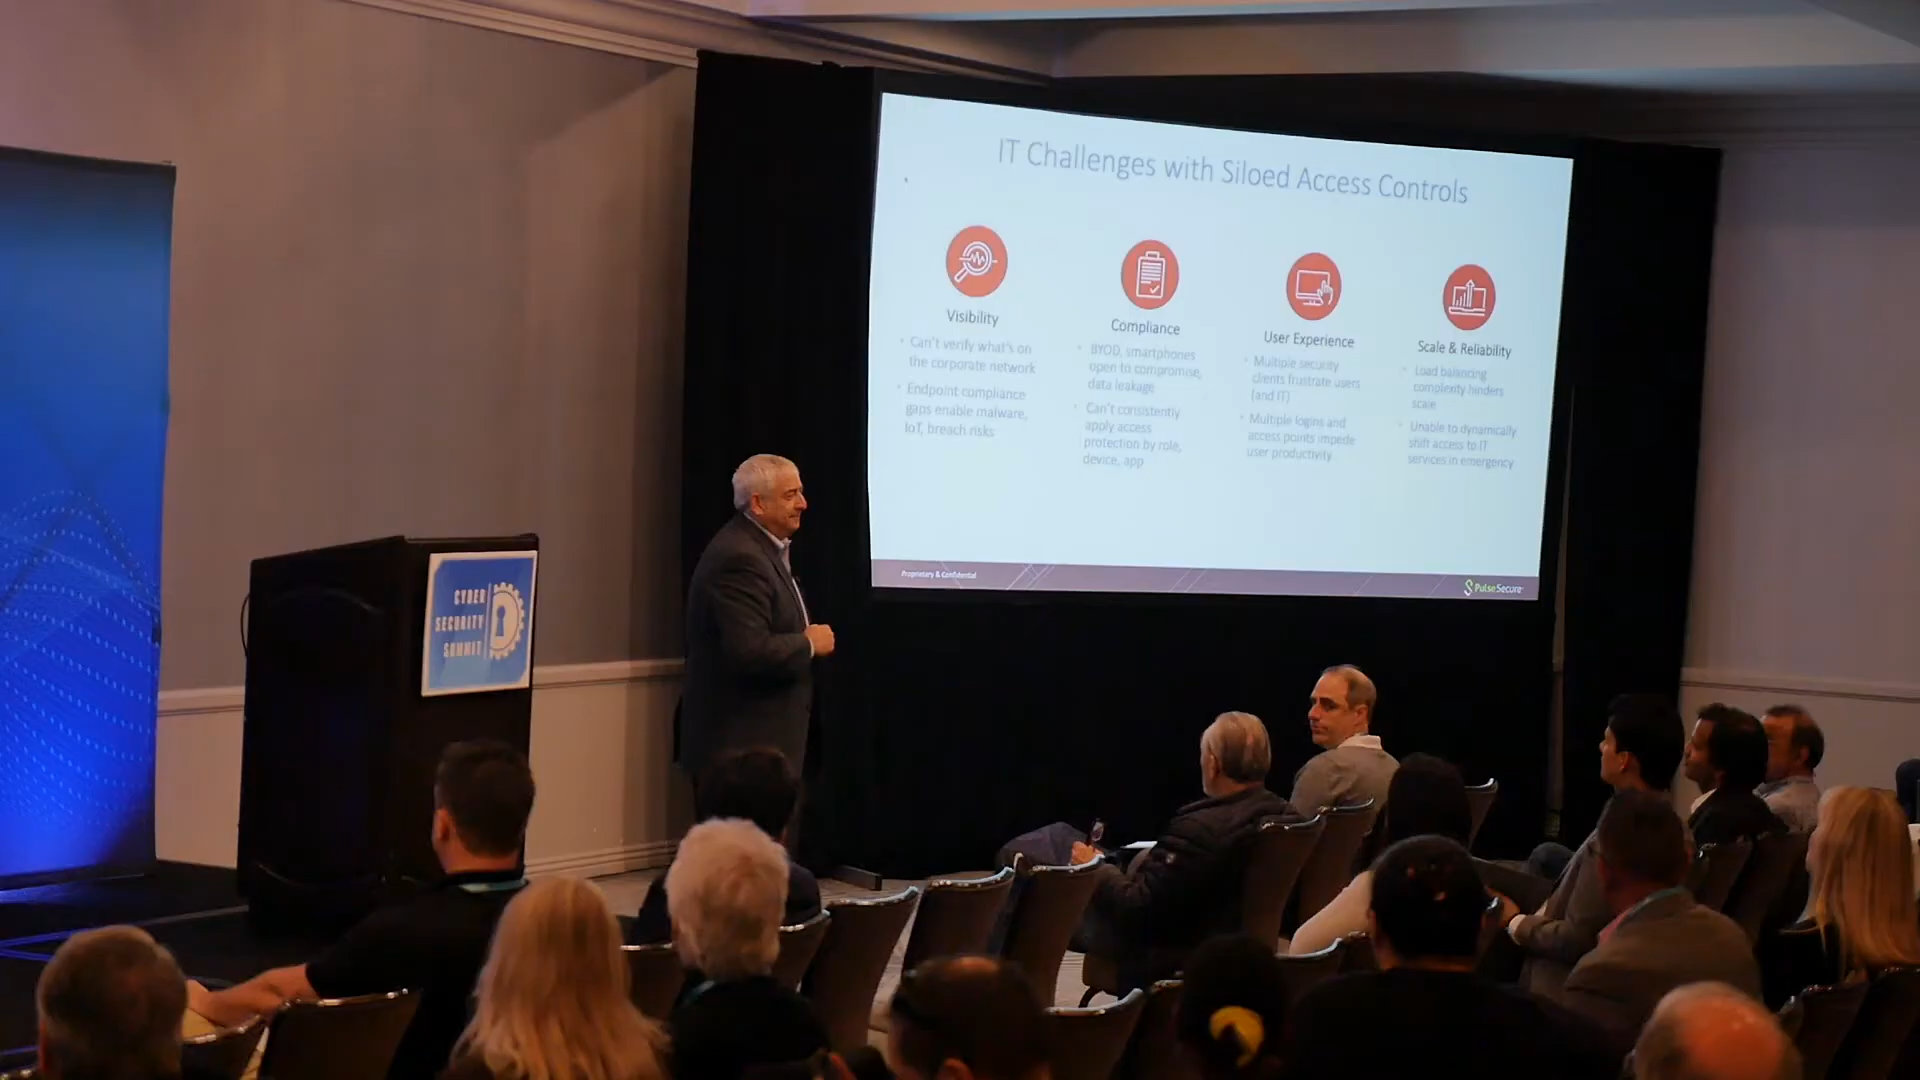 IT Challenges with Siloed Access Controls
Visibility
• Can't verify what's on
the corporate network
• Endpoint compliance
gaps enable malware,
IoT, breach risks
Compliance
• BYOD, smartphones
open to compromise,
data leakage
• Can't consistently
apply access
protection by role,
device, app
User Experience
• Multiple security
clients frustrate users
(and IT)
• Multiple logins and
access points impede
user productivity
Scale & Reliability
• Load balancing
complexity hinders
scale
• Unable to dynamically
shift access to IT
services in emergency
Proprietary & Confidential
PulseSecure
CYBER
SECURITY
SUMMIT